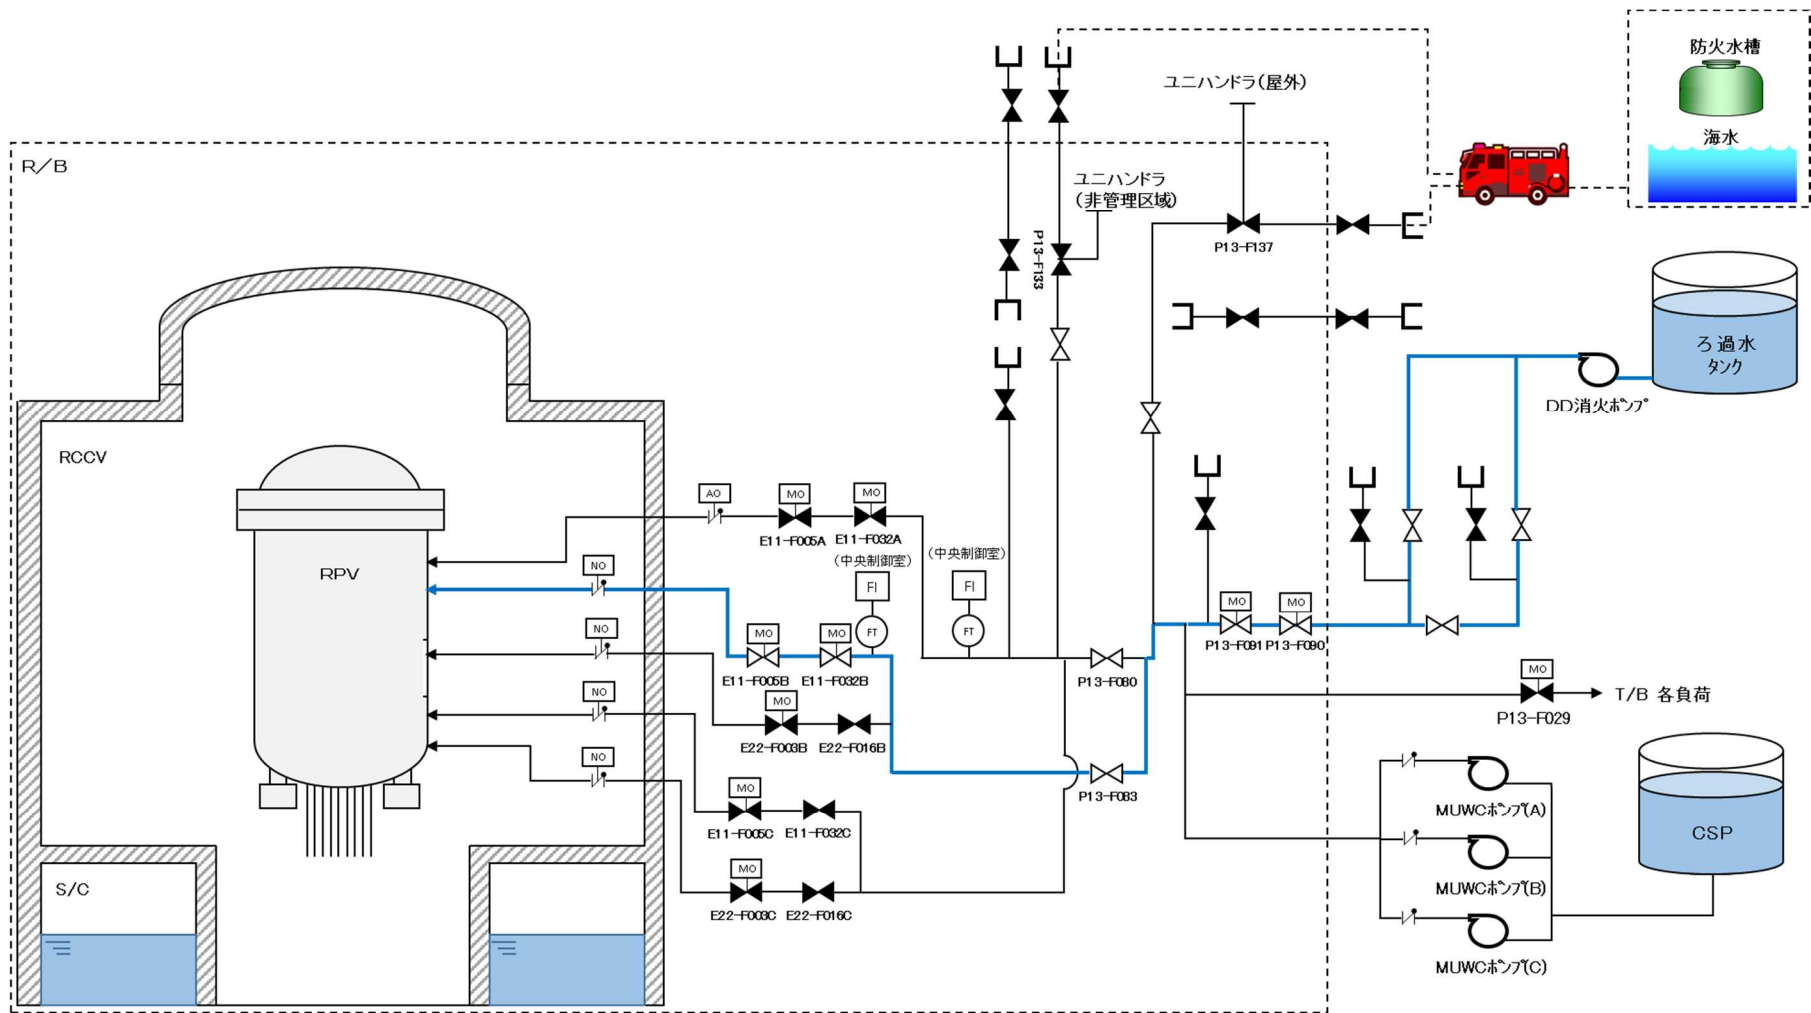 防火水槽
海水
ユニハンドラ(屋外)
R/B
ユニハンドラ
(非管理区域)
P13-F133
P13-F137
ろ過水
タンク
DD消火ポンプ
RCCV
AO
MO
MO
E11-F005A
E11-F032A
(中央制御室)
(中央制御室)
RPV
NO
FI
FI
MO
MO
FT
FT
NO
MO
MO
P13-F091
P13-F090
E11-F005B
E11-F032B
P13-F080
MO
NO
MO
T/B 各負荷
P13-F029
E22-F003B
E22-F016B
NO
P13-F083
MO
MUWCポンプ(A)
E11-F005C
E11-F032C
CSP
MO
S/C
MUWCポンプ(B)
E22-F003C
E22-F016C
MUWCポンプ(C)